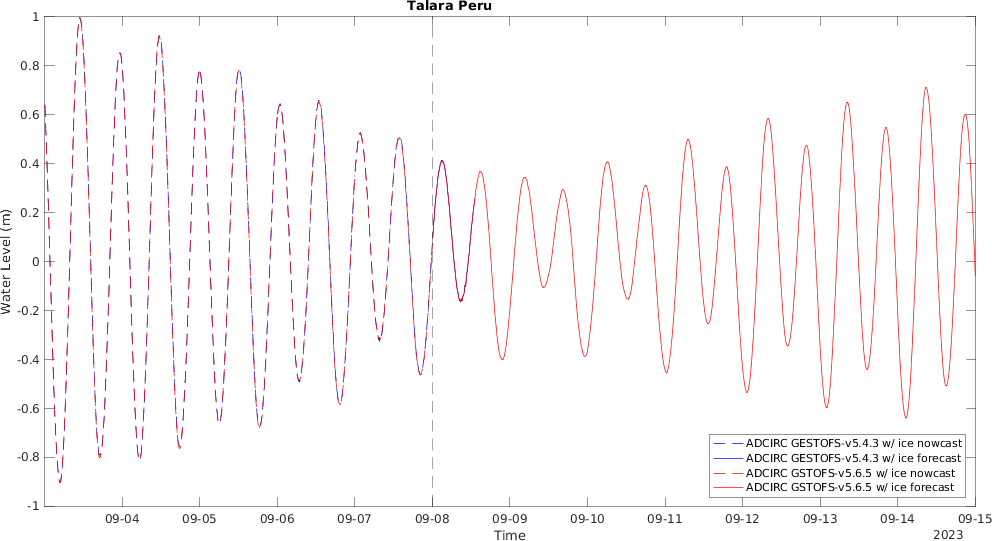 Talara Peru
Water Level (m)
1
0.8
0.6
0.4
0.2
0
-0.2
-0.4
-0.6
-0.8
-1
ADCIRC GESTOFS-v5.4.3 w/ ice nowcast
ADCIRC GESTOFS-v5.4.3 w/ ice forecast
ADCIRC GSTOFS-v5.6.5 w/ ice nowcast
ADCIRC GSTOFS-v5.6.5 w/ ice forecast
09-04 09-05 09-06 09-07 09-08 09-09 09-10 09-11 09-12 09-13 09-14 09-15
Time
2023